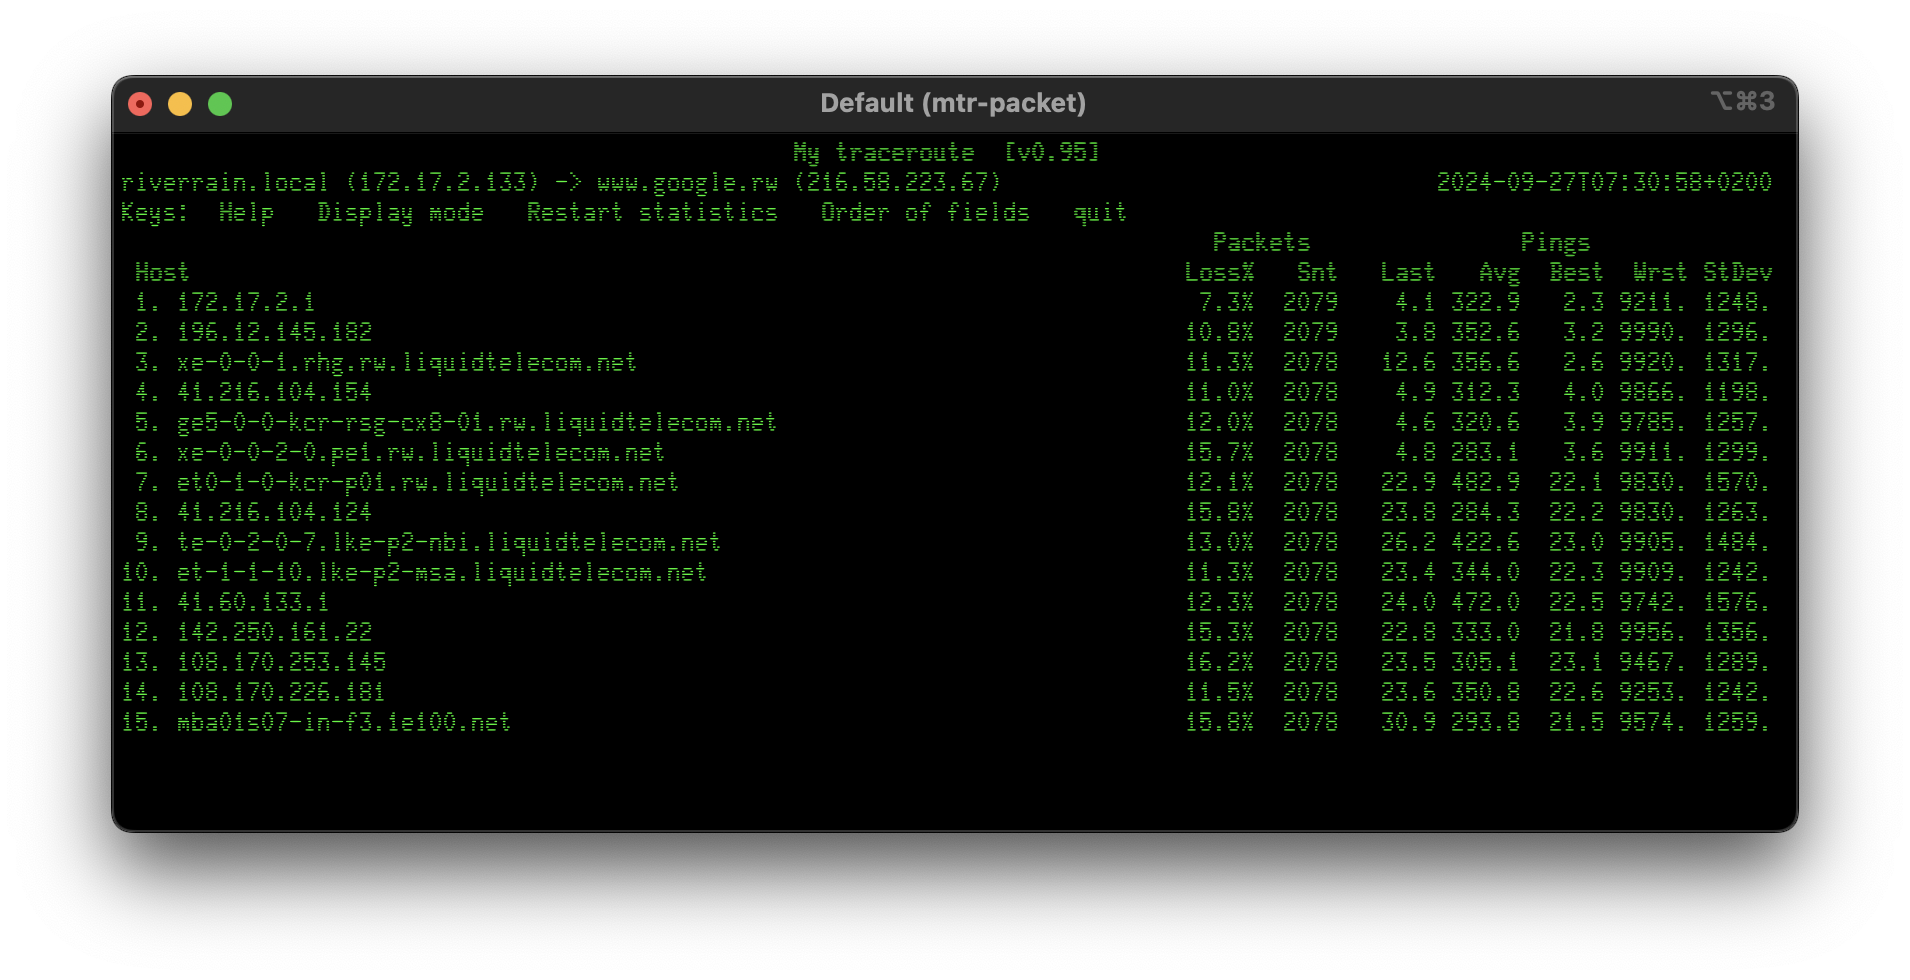 Default (mtr-packet)
⌥⌘3
My traceroute  [v0.95]
riverrain.local (172.17.2.133) -> www.google.rw (216.58.223.67) 2024-09-27T07:30:58+0200
Keys:  Help   Display mode   Restart statistics   Order of fields   quit
Packets Pings
Host Loss% Snt Last Avg Best Wrst StDev
1. 172.17.2.1 7.3% 2079 4.1 322.9 2.3 9211. 1248.
2. 196.12.145.182 10.8% 2079 3.8 352.6 3.2 9990. 1296.
3. xe-0-0-1.rhg.rw.liquidtelecom.net 11.3% 2078 12.6 356.6 2.6 9920. 1317.
4. 41.216.104.154 11.0% 2078 4.9 312.3 4.0 9866. 1198.
5. ge5-0-0-kcr-rsg-cx8-01.rw.liquidtelecom.net 12.0% 2078 4.6 320.6 3.9 9785. 1257.
6. xe-0-0-2-0.pe1.rw.liquidtelecom.net 15.7% 2078 4.8 283.1 3.6 9911. 1299.
7. et0-1-0-kcr-p01.rw.liquidtelecom.net 12.1% 2078 22.9 482.9 22.1 9830. 1570.
8. 41.216.104.124 15.8% 2078 23.8 284.3 22.2 9830. 1263.
9. te-0-2-0-7.lke-p2-nbi.liquidtelecom.net 13.0% 2078 26.2 422.6 23.0 9905. 1484.
10. et-1-1-10.lke-p2-msa.liquidtelecom.net 11.3% 2078 23.4 344.0 22.3 9909. 1242.
11. 41.60.133.1 12.3% 2078 24.0 472.0 22.5 9742. 1576.
12. 142.250.161.22 15.3% 2078 22.8 333.0 21.8 9956. 1356.
13. 108.170.253.145 16.2% 2078 23.5 305.1 23.1 9467. 1289.
14. 108.170.226.181 11.5% 2078 23.6 350.8 22.6 9253. 1242.
15. mba01s07-in-f3.1e100.net 15.8% 2078 30.9 293.8 21.5 9574. 1259.